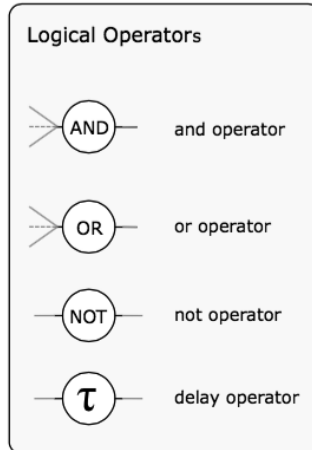 Logical Operators
AND and operator
OR or operator
NOT not operator
τ delay operator